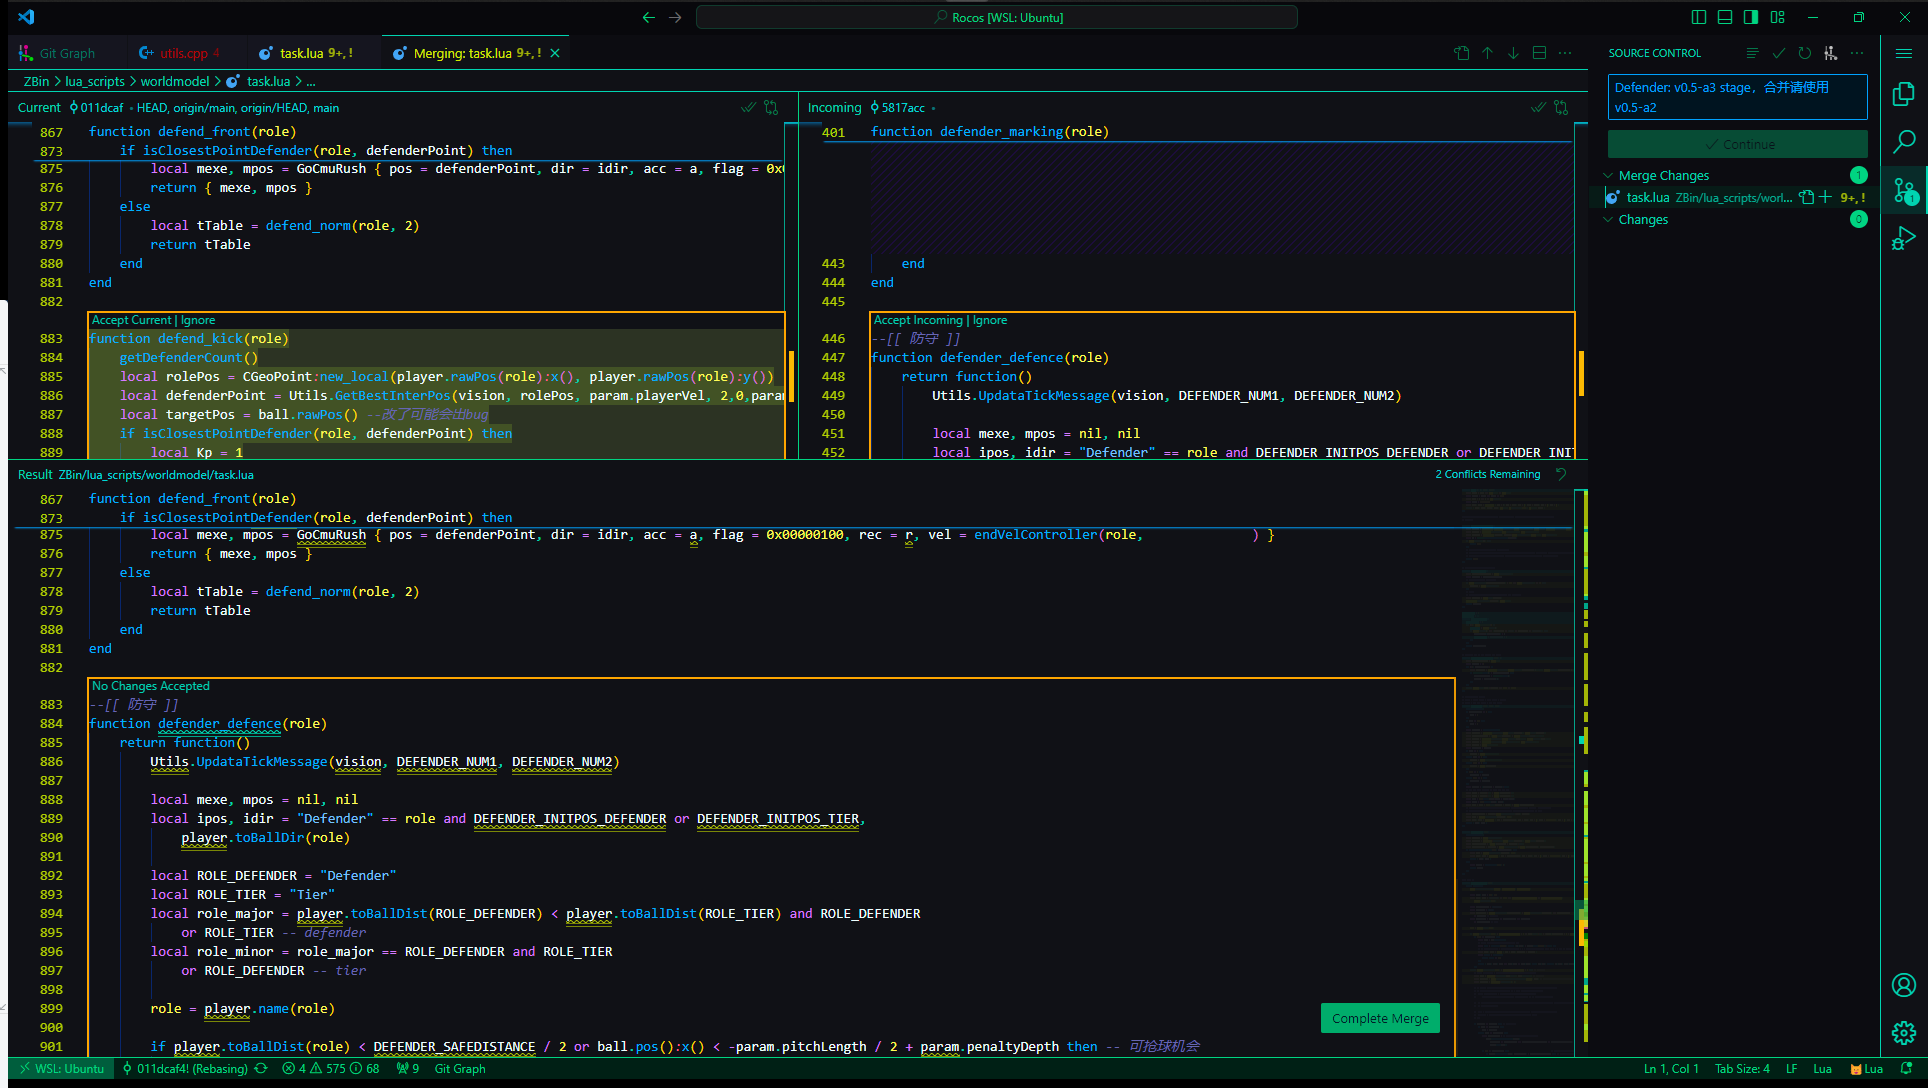 Rocos [WSL: Ubuntu]
Git Graph
utils.cpp 4
task.lua 9+, !
Merging: task.lua 9+, !
ZBin > lua_scripts > worldmodel > task.lua > ...
Current 011dcaf • HEAD, origin/main, origin/HEAD, main
867 function defend_front(role)
873 if isClosestPointDefender(role, defenderPoint) then
875 local mexe, mpos = GoCmuRush { pos = defenderPoint, dir = idir, acc = a, flag = 0x
876 return { mexe, mpos }
877 else
878 local tTable = defend_norm(role, 2)
879 return tTable
880 end
881 end
882
Accept Current | Ignore
883 function defend_kick(role)
884 getDefenderCount()
885 local rolePos = CGeoPoint:new_local(player.rawPos(role):x(), player.rawPos(role):y())
886 local defenderPoint = Utils.GetBestInterPos(vision, rolePos, param.playerVel, 2,0,para
887 local targetPos = ball.rawPos() --改了可能会出bug
888 if isClosestPointDefender(role, defenderPoint) then
889 local Kp = 1
Incoming 5817acc •
401 function defender_marking(role)
443 end
444 end
445
Accept Incoming | Ignore
446 --[[ 防守 ]]
447 function defender_defence(role)
448 return function()
449 Utils.UpdataTickMessage(vision, DEFENDER_NUM1, DEFENDER_NUM2)
450
451 local mexe, mpos = nil, nil
452 local ipos, idir = "Defender" == role and DEFENDER_INITPOS_DEFENDER or DEFENDER_INIT
Result ZBin/lua_scripts/worldmodel/task.lua
2 Conflicts Remaining
867 function defend_front(role)
873 if isClosestPointDefender(role, defenderPoint) then
875 local mexe, mpos = GoCmuRush { pos = defenderPoint, dir = idir, acc = a, flag = 0x00000100, rec = r, vel = endVelController(role, ) }
876 return { mexe, mpos }
877 else
878 local tTable = defend_norm(role, 2)
879 return tTable
880 end
881 end
882
No Changes Accepted
883 --[[ 防守 ]]
884 function defender_defence(role)
885 return function()
886 Utils.UpdataTickMessage(vision, DEFENDER_NUM1, DEFENDER_NUM2)
887
888 local mexe, mpos = nil, nil
889 local ipos, idir = "Defender" == role and DEFENDER_INITPOS_DEFENDER or DEFENDER_INITPOS_TIER,
890 player.toBallDir(role)
891
892 local ROLE_DEFENDER = "Defender"
893 local ROLE_TIER = "Tier"
894 local role_major = player.toBallDist(ROLE_DEFENDER) < player.toBallDist(ROLE_TIER) and ROLE_DEFENDER
895 or ROLE_TIER -- defender
896 local role_minor = role_major == ROLE_DEFENDER and ROLE_TIER
897 or ROLE_DEFENDER -- tier
898
899 role = player.name(role)
900
901 if player.toBallDist(role) < DEFENDER_SAFEDISTANCE / 2 or ball.pos():x() < -param.pitchLength / 2 + param.penaltyDepth then -- 可抢球机会
Complete Merge
SOURCE CONTROL
Defender: v0.5-a3 stage，合并请使用
v0.5-a2
Continue
Merge Changes 1
task.lua ZBin/lua_scripts/worl... 9+, !
Changes 0
1
WSL: Ubuntu
011dcaf4! (Rebasing)
4 575 68
9
Git Graph
Ln 1, Col 1
Tab Size: 4
LF
Lua
Lua